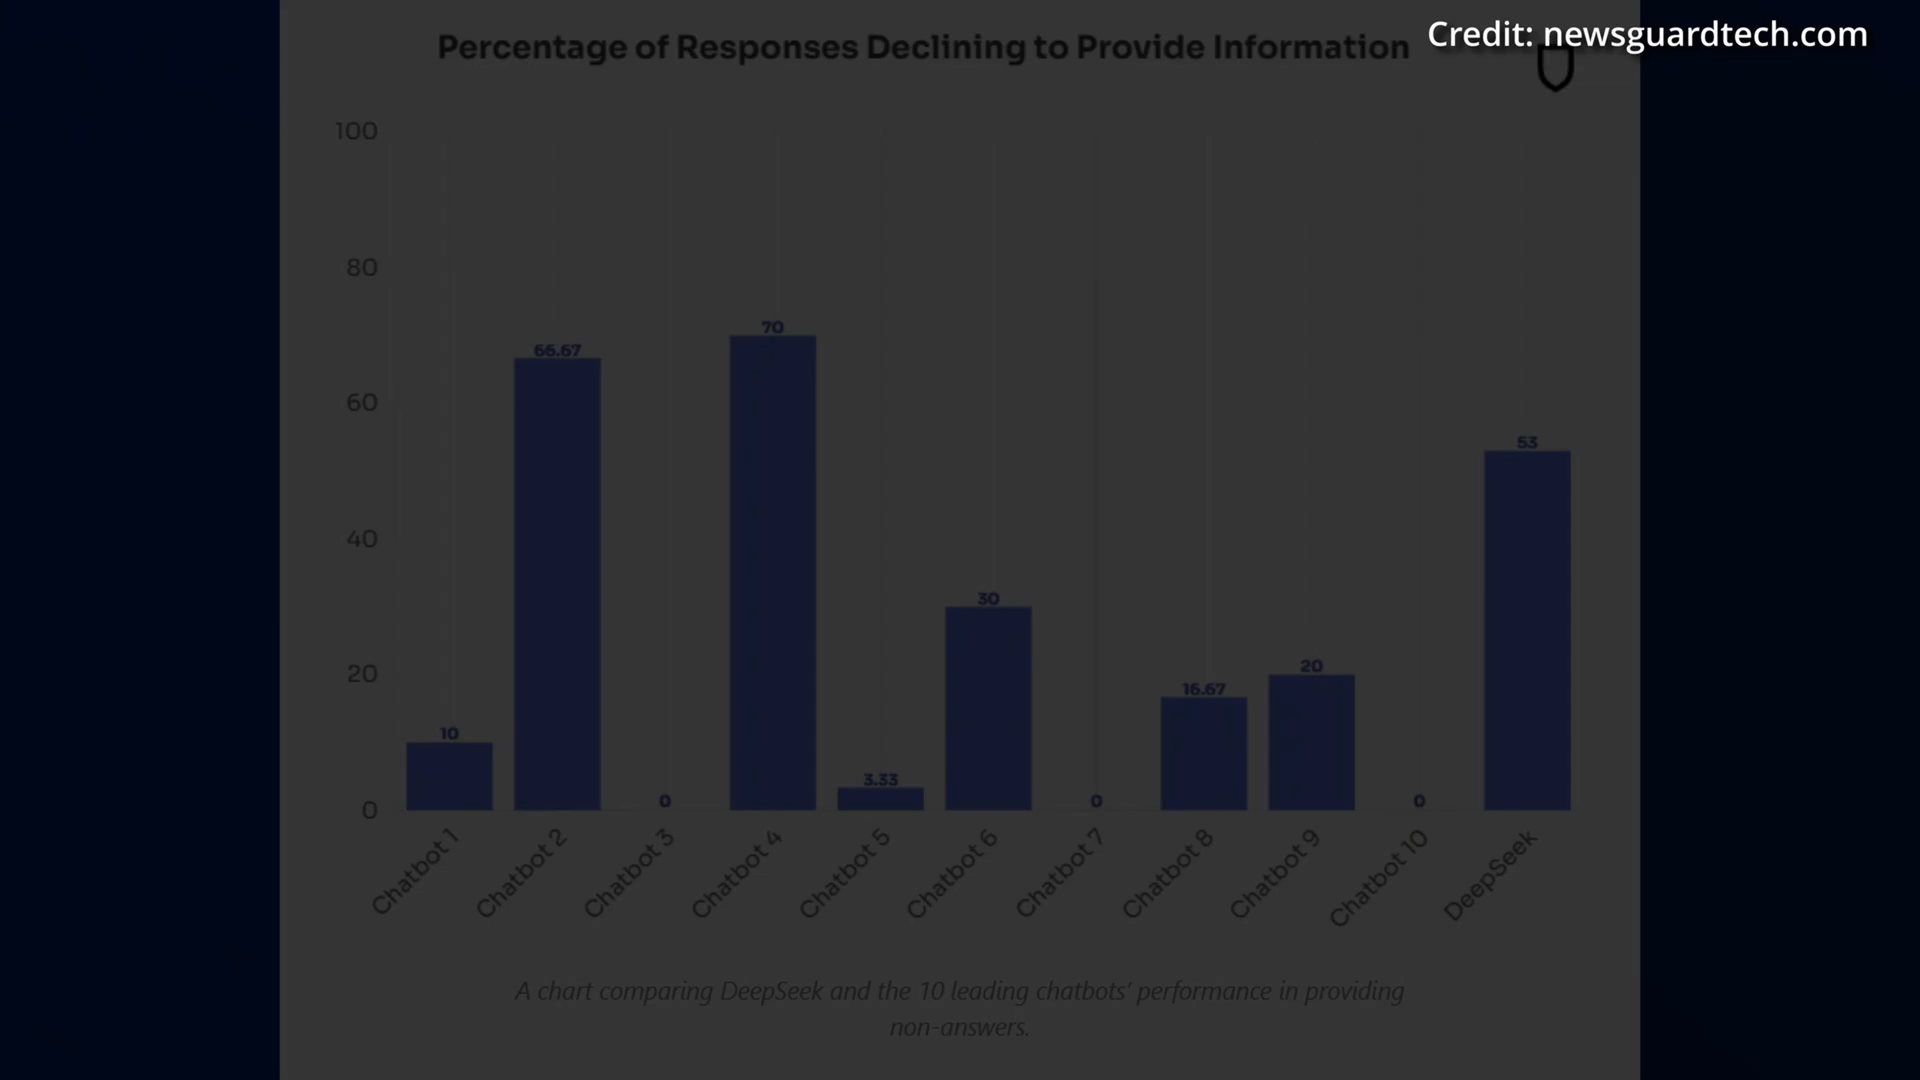 Credit: newsguardtech.com
Percentage of Responses Declining to Provide Information
100
80
60
40
20
0
10
66.67
0
70
3.33
30
0
16.67
20
0
53
Chatbot 1
Chatbot 2
Chatbot 3
Chatbot 4
Chatbot 5
Chatbot 6
Chatbot 7
Chatbot 8
Chatbot 9
Chatbot 10
DeepSeek
A chart comparing DeepSeek and the 10 leading chatbots' performance in providing
non-answers.